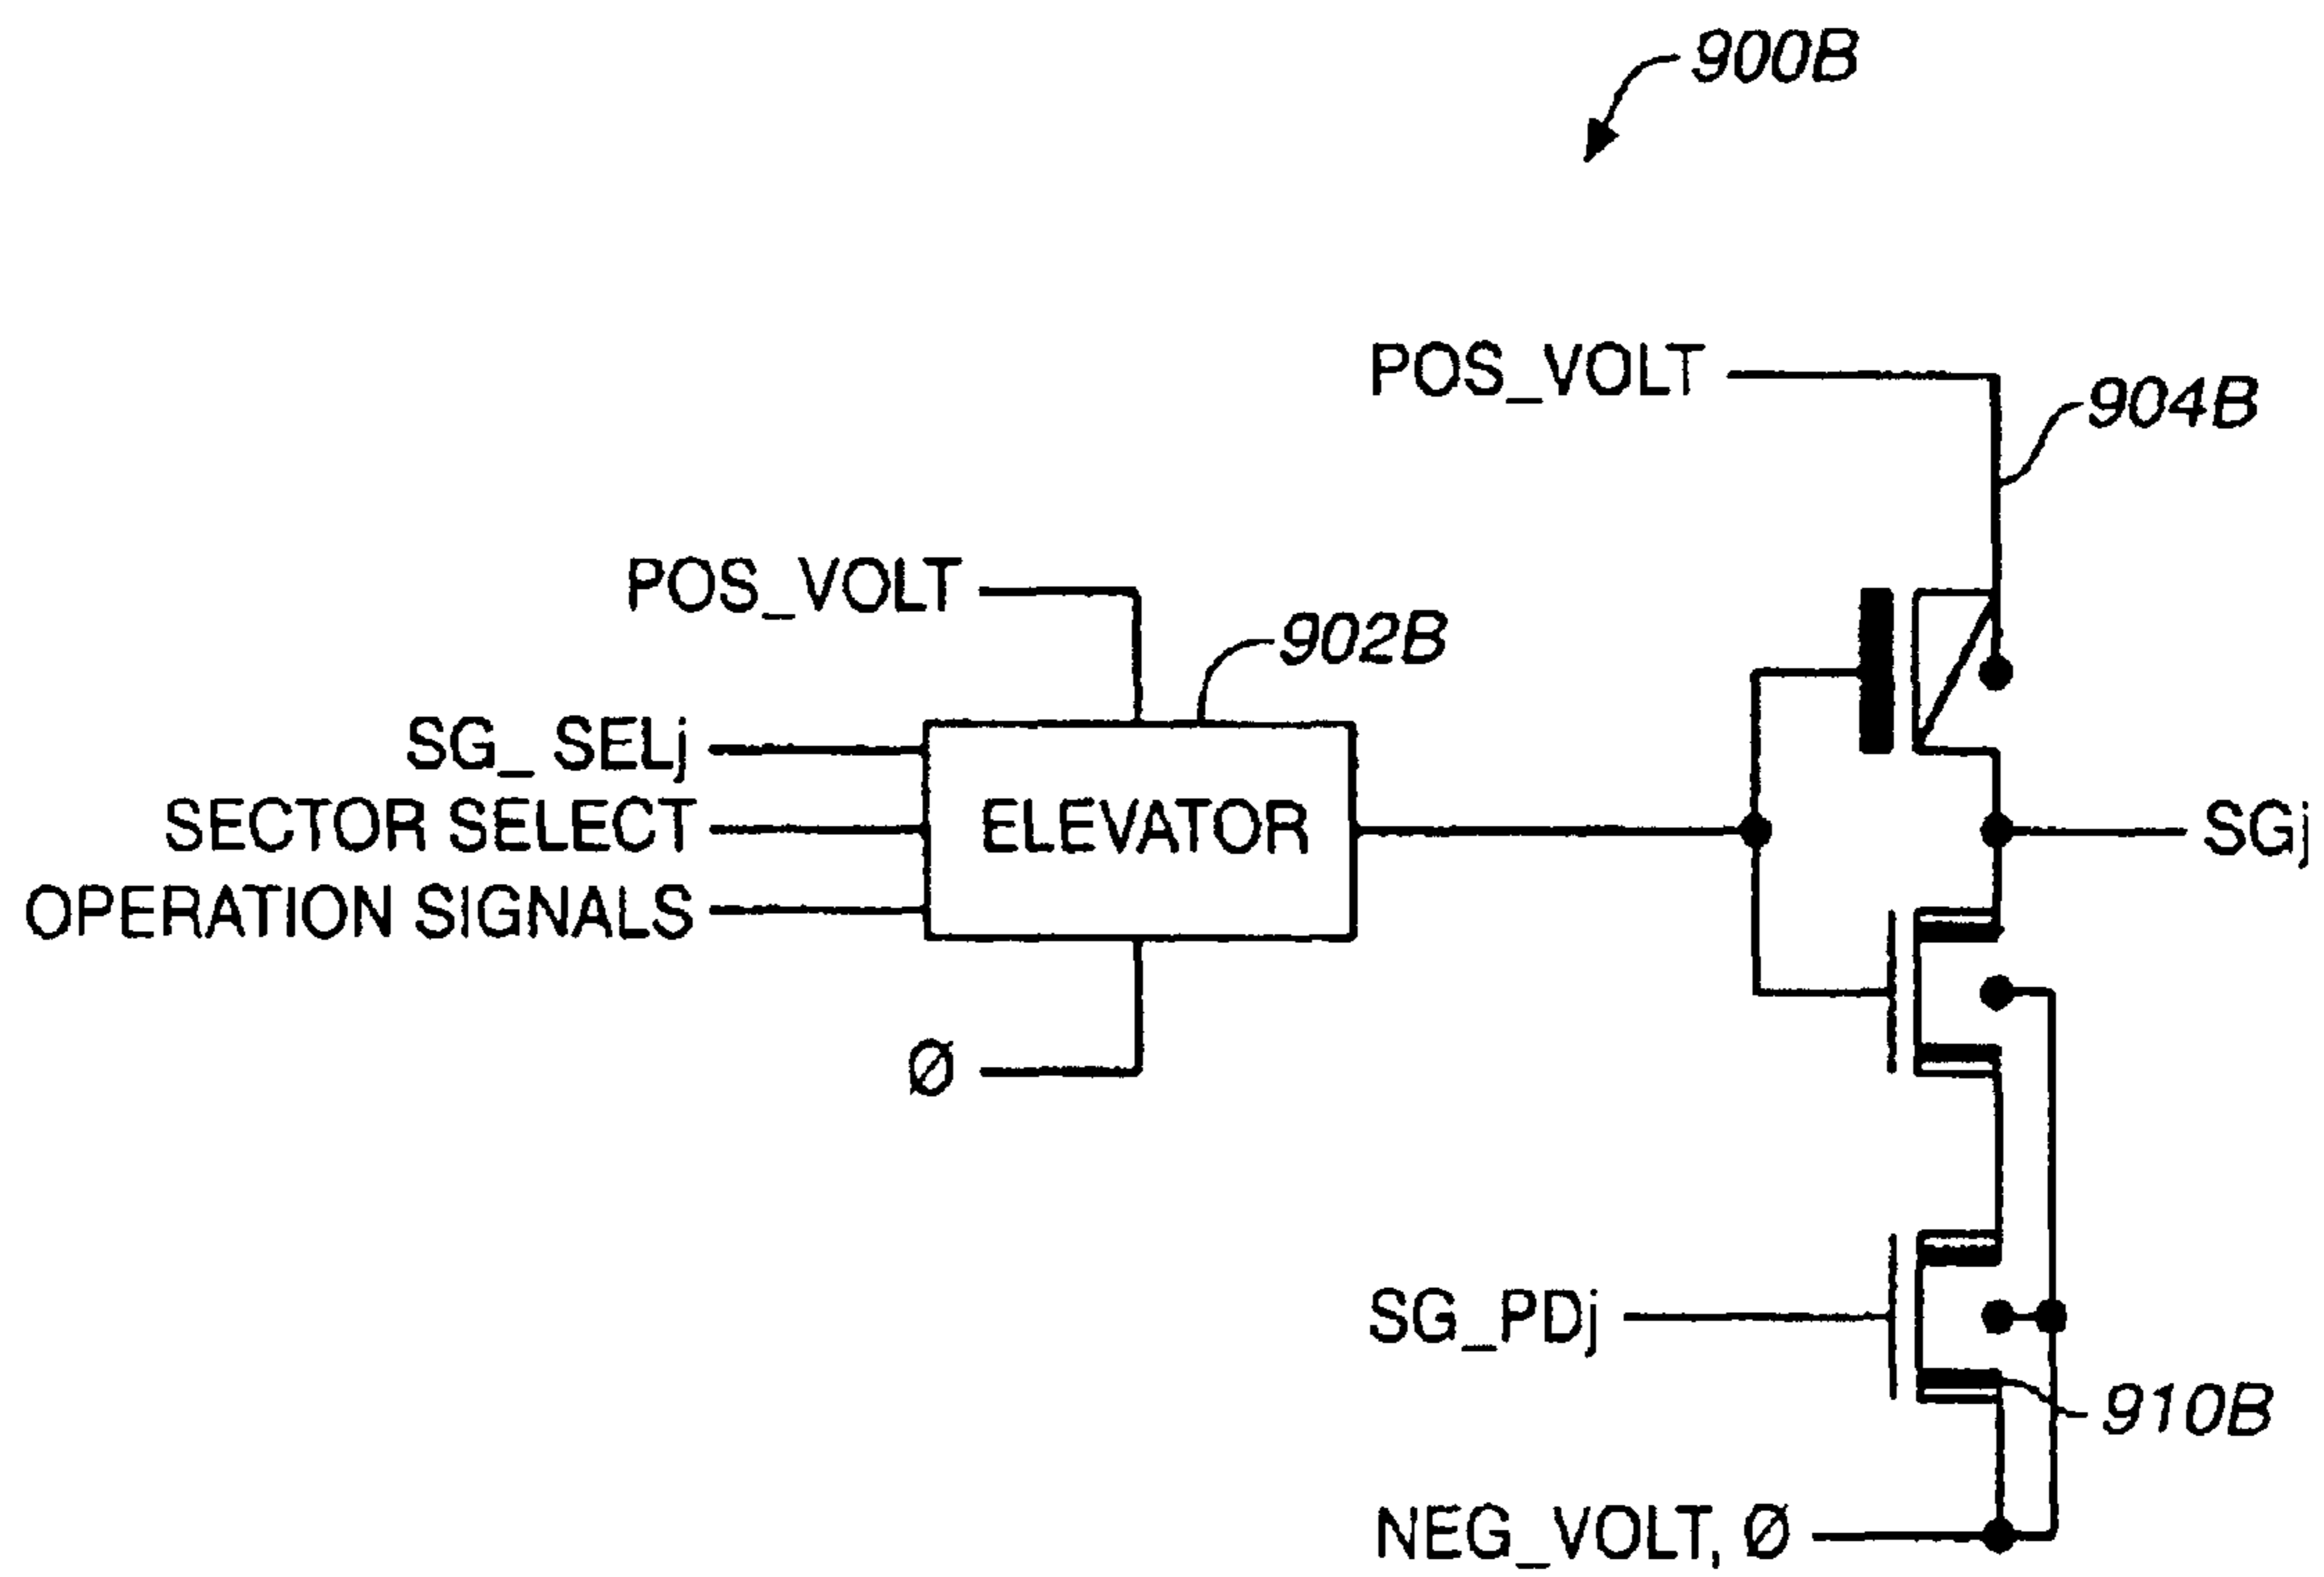 900B
POS_VOLT
904B
POS_VOLT
902B
SG_ SELj
SECTOR SELECT
ELEVATOR
SGj
OPERATION SIGNALS
Ø
SG_PDj
910B
NEG_VOLT, Ø